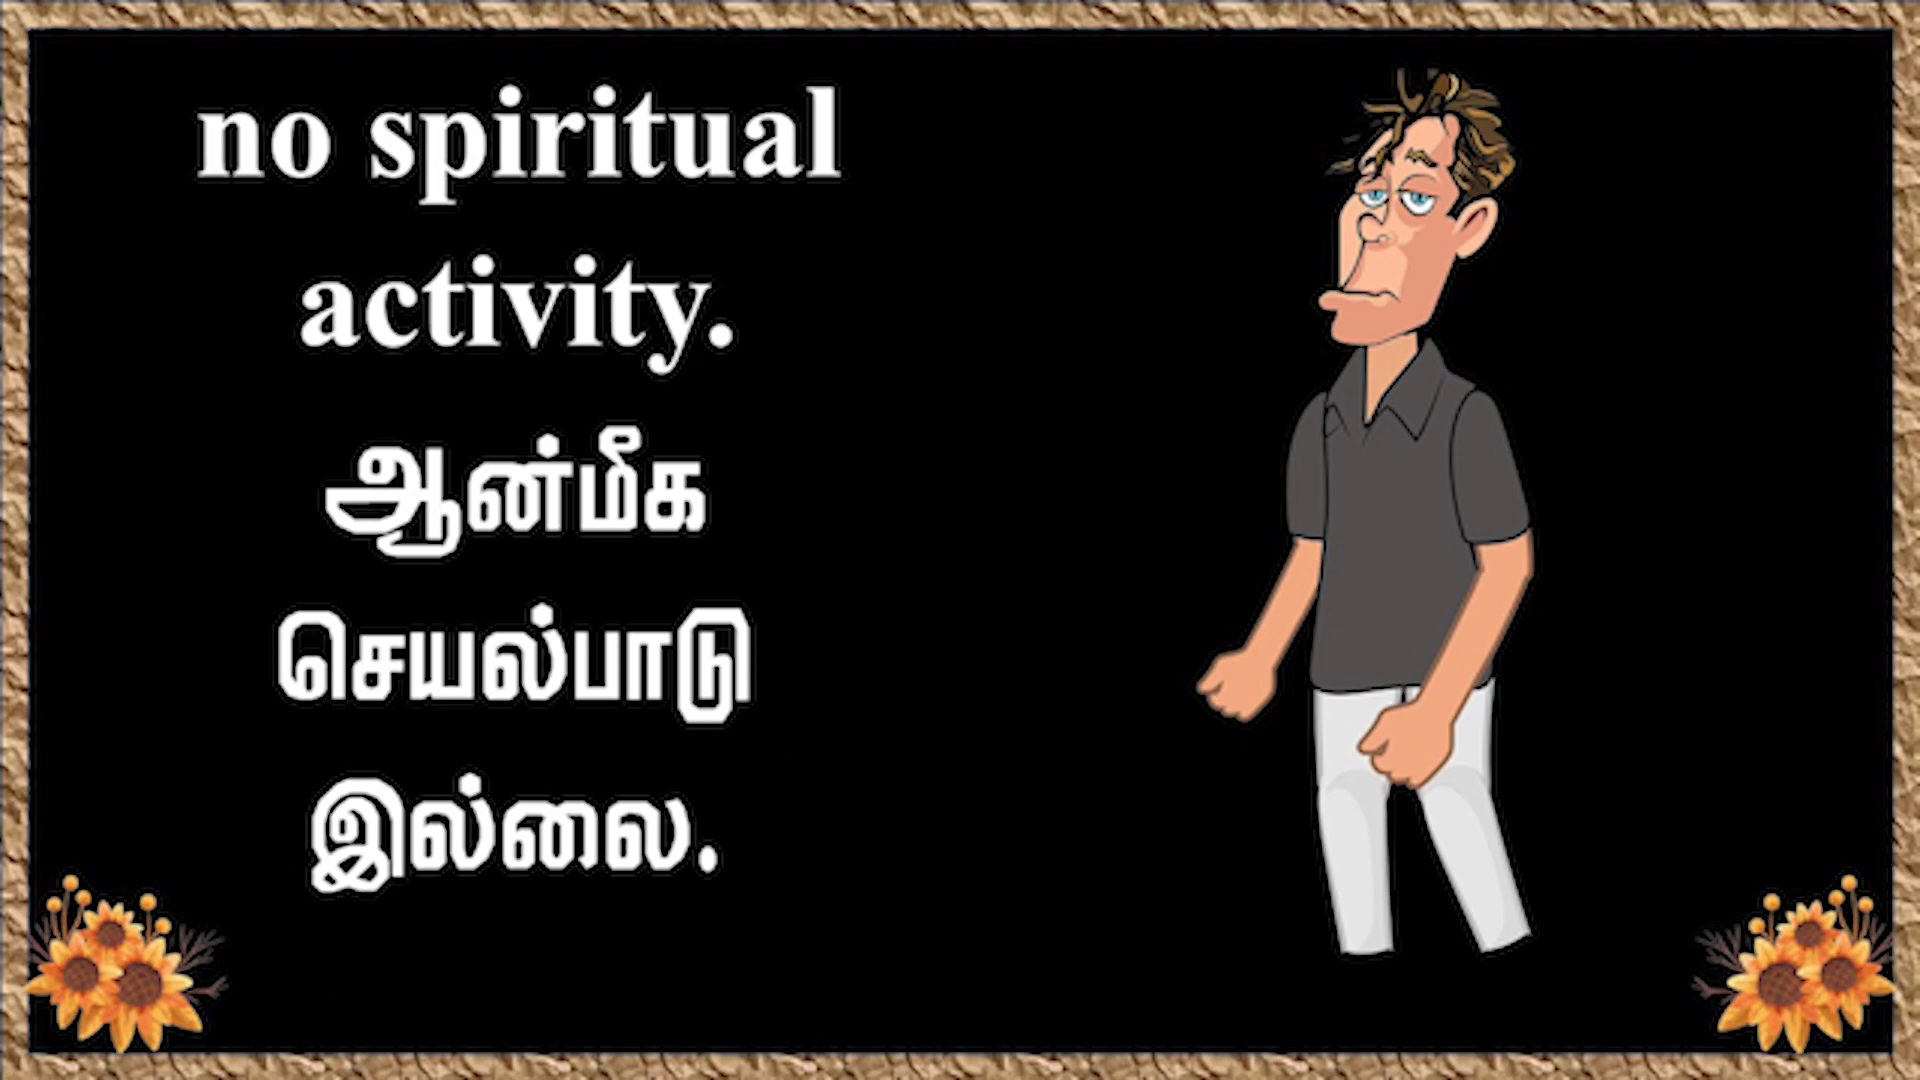 no spiritual
activity.
ஆன்மீக
செயல்பாடு
இல்லை.